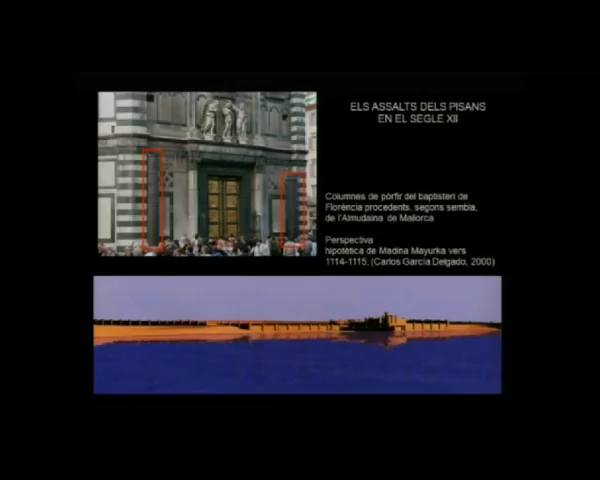 ELS ASSALTS DELS PISANS
EN EL SEGLE XII
Columnes de pòrfir del baptisteri de
Florència procedents, segons sembla,
de l'Almudaina de Mallorca
Perspectiva
hipotètica de Madina Mayurka vers
1114-1115, (Carlos García Delgado, 2000)